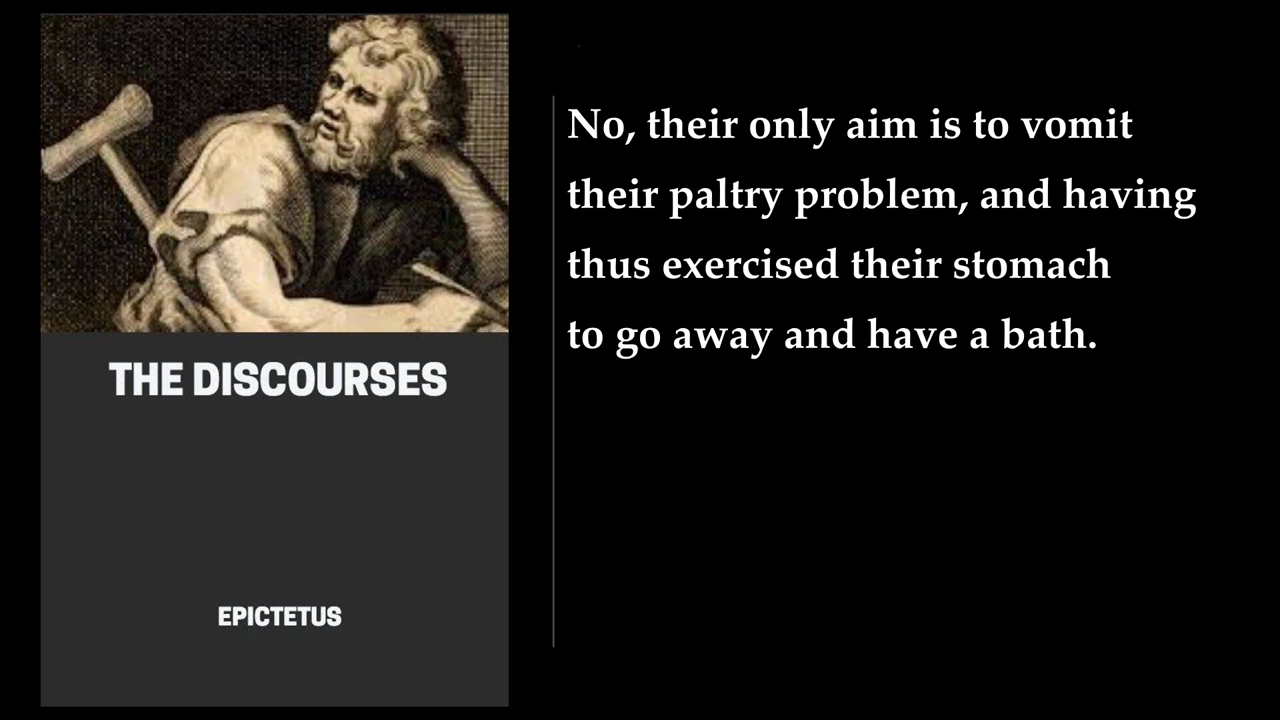 THE DISCOURSES
EPICTETUS
No, their only aim is to vomit
their paltry problem, and having
thus exercised their stomach
to go away and have a bath.